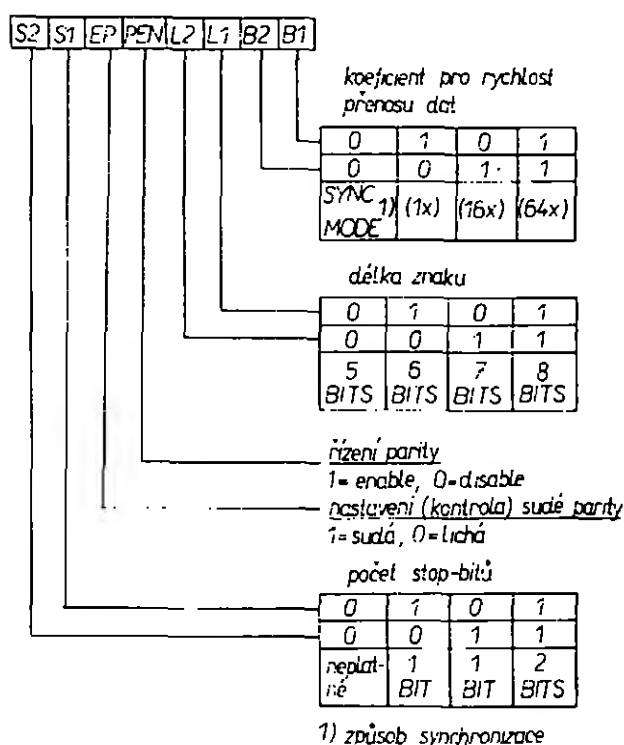 S2 S1 EP PEN L2 L1 B2 B1
koeficient pro rychlost
přenosu dat
0 1 0 1
0 0 1 1
SYNC 1) (1x) (16x) (64x)
MODE
délka znaku
0 1 0 1
0 0 1 1
5 6 7 8
BITS BITS BITS BITS
řízení parity
1= enable, 0=disable
nastavení (kontrola) sudé parity
1= sudá, 0= lichá
počet stop-bitů
0 1 0 1
0 0 1 1
neplat- 1 1 2
né BIT BIT BITS
1) způsob synchronizace